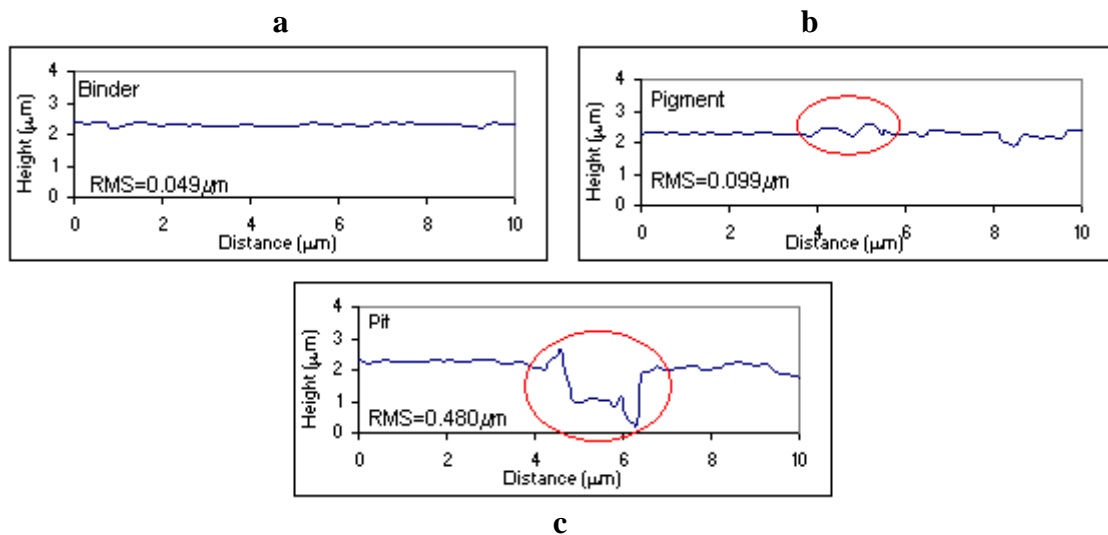 a
b
Binder
Height (μm)
4
3
2
1
0
RMS=0.049μm
0 2 4 6 8 10
Distance (μm)
Pigment
Height (μm)
4
3
2
1
0
RMS=0.099μm
0 2 4 6 8 10
Distance (μm)
Pit
Height (μm)
4
3
2
1
0
RMS=0.480μm
0 2 4 6 8 10
Distance (μm)
c